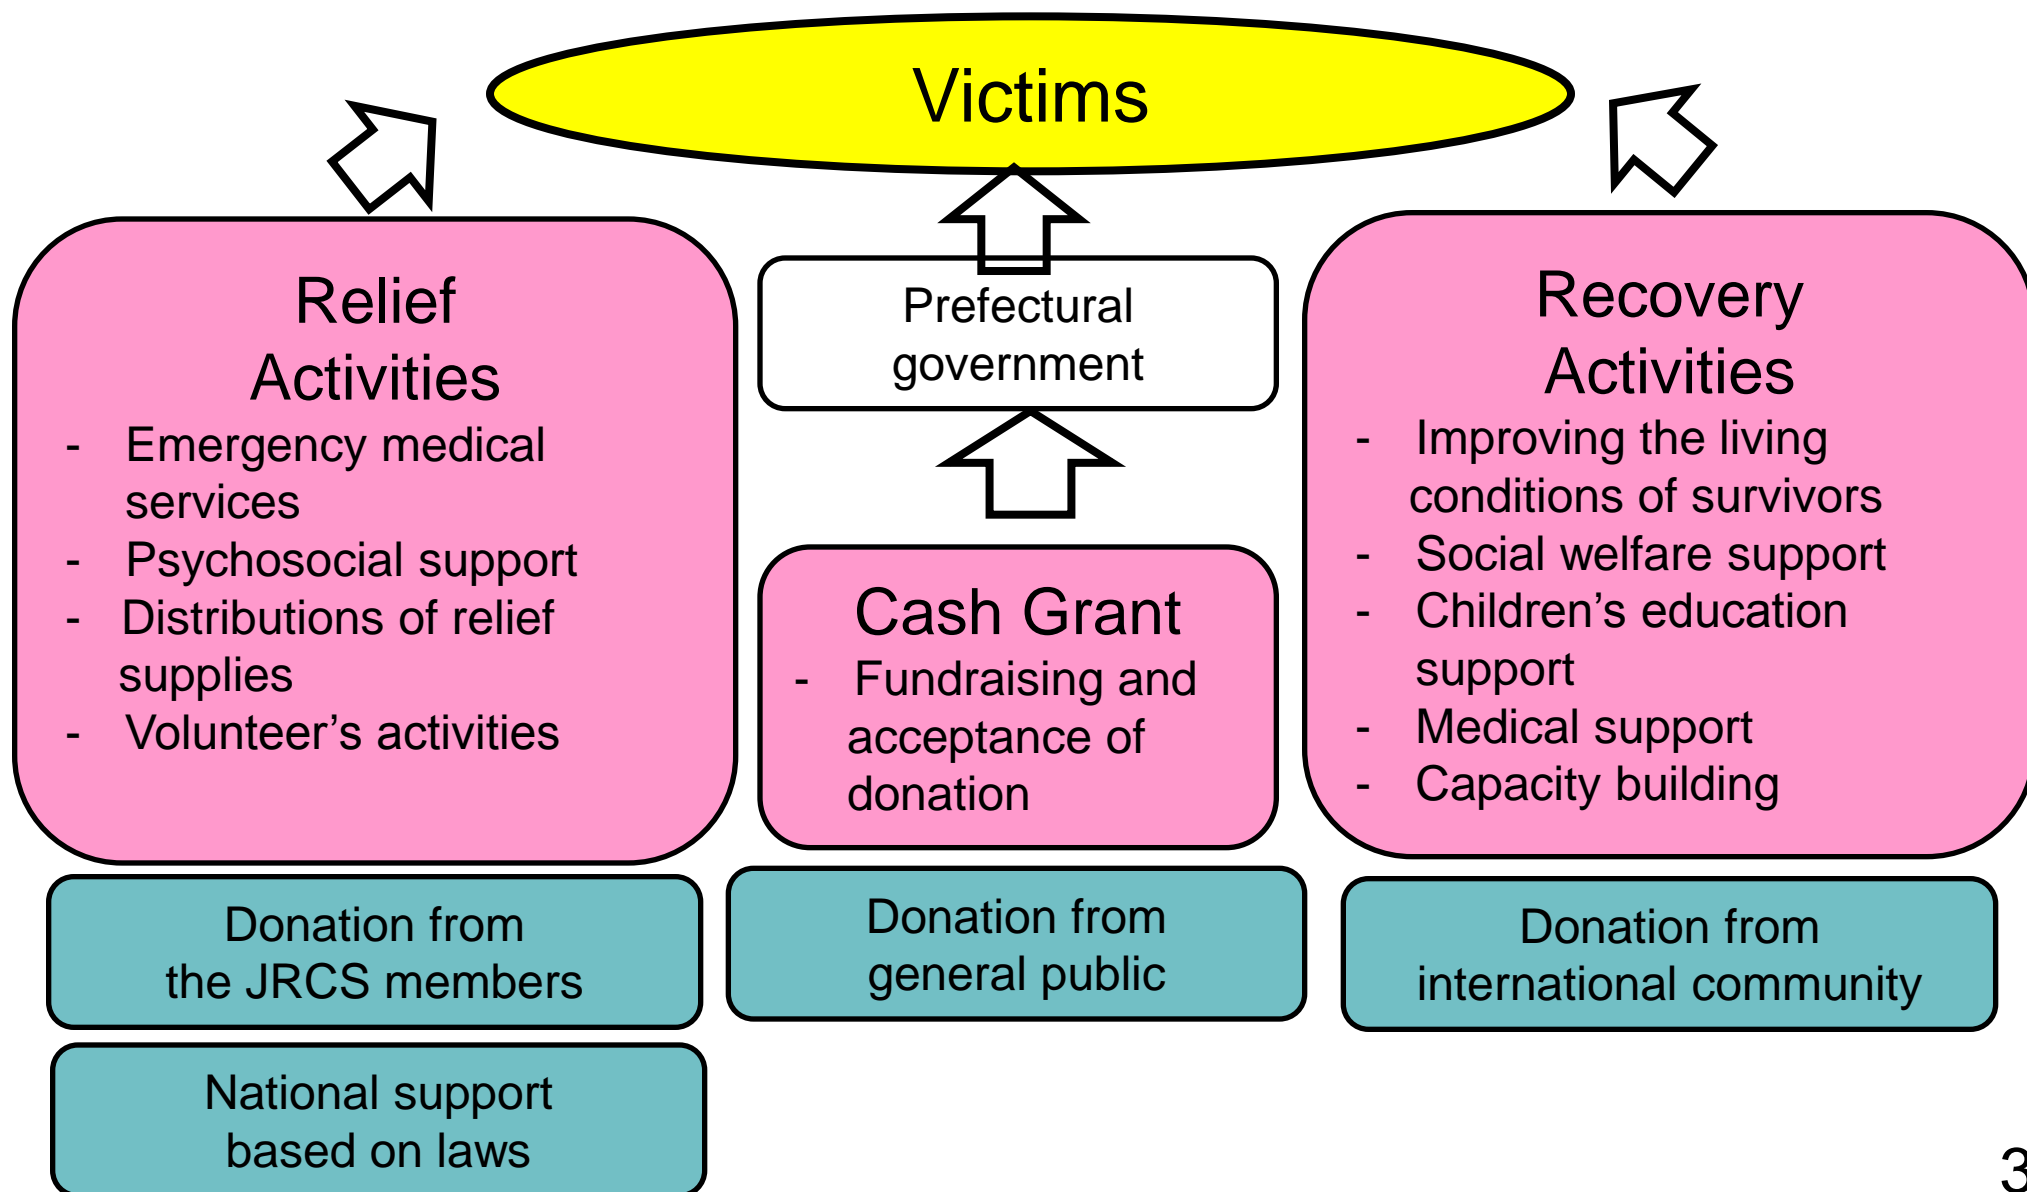 Victims
Relief
Activities
- Emergency medical
services
- Psychosocial support
- Distributions of relief
supplies
- Volunteer’s activities
Prefectural
government
Cash Grant
- Fundraising and
acceptance of
donation
Recovery
Activities
- Improving the living
conditions of survivors
- Social welfare support
- Children’s education
support
- Medical support
- Capacity building
Donation from
the JRCS members
Donation from
general public
Donation from
international community
National support
based on laws
3